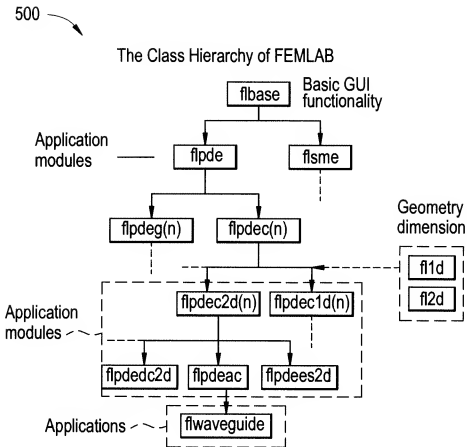 500
The Class Hierarchy of FEMLAB
flbase
Basic GUI
functionality
Application
modules
flpde
flsme
flpdeg(n)
flpdec(n)
Geometry
dimension
fl1d
fl2d
flpdec2d(n)
flpdec1d(n)
Application
modules
flpdedc2d
flpdeac
flpdees2d
Applications
flwaveguide